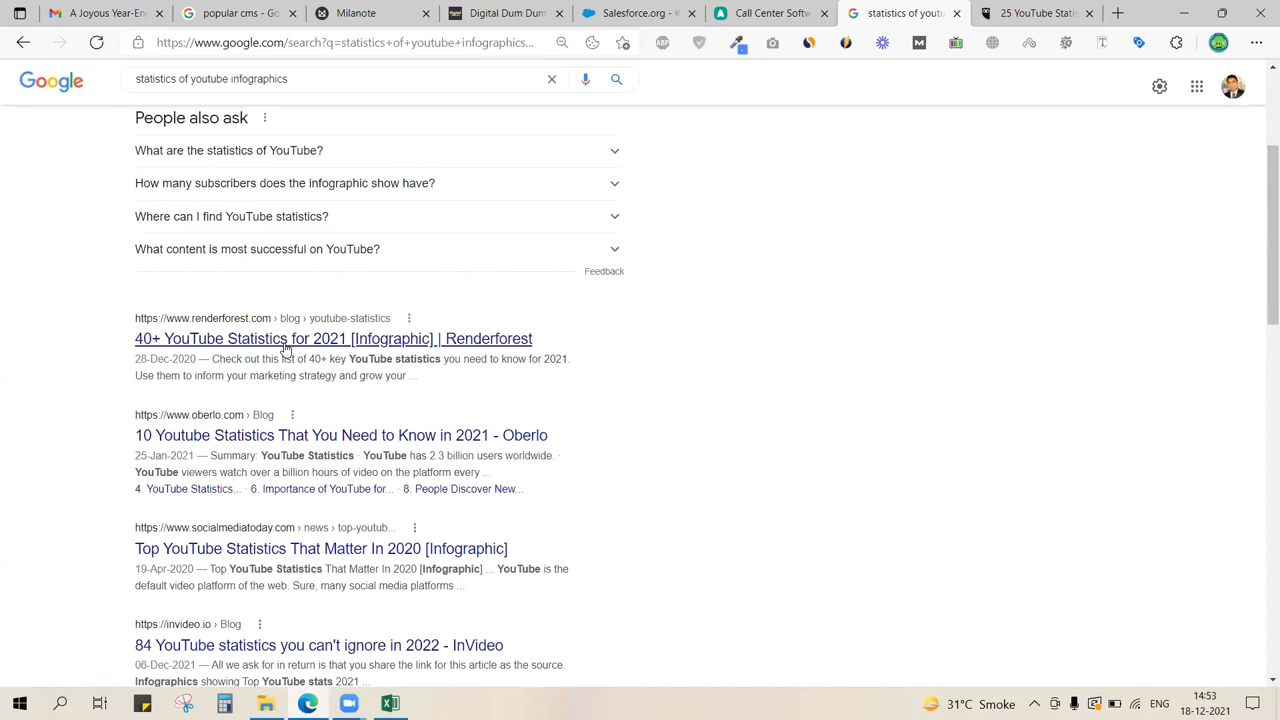 A Joyous Year-En
popular cms - Go
Milanote
Digital Dum Dum
Salesforce.org - #
Career Center Softw
statistics of youtu
25 YouTube Statist
https://www.google.com/search?q=statistics+of+youtube+infographics...
Google
statistics of youtube infographics
People also ask
What are the statistics of YouTube?
How many subscribers does the infographic show have?
Where can I find YouTube statistics?
What content is most successful on YouTube?
Feedback
https://www.renderforest.com › blog › youtube-statistics
40+ YouTube Statistics for 2021 [Infographic] | Renderforest
28-Dec-2020 — Check out this list of 40+ key YouTube statistics you need to know for 2021.
Use them to inform your marketing strategy and grow your ...
https://www.oberlo.com › Blog
10 Youtube Statistics That You Need to Know in 2021 - Oberlo
25-Jan-2021 — Summary: YouTube Statistics · YouTube has 2.3 billion users worldwide. ·
YouTube viewers watch over a billion hours of video on the platform every ...
4. YouTube Statistics... · 6. Importance of YouTube for... · 8. People Discover New...
https://www.socialmediatoday.com › news › top-youtub...
Top YouTube Statistics That Matter In 2020 [Infographic]
19-Apr-2020 — Top YouTube Statistics That Matter In 2020 [Infographic] ... YouTube is the
default video platform of the web. Sure, many social media platforms ...
https://invideo.io › Blog
84 YouTube statistics you can't ignore in 2022 - InVideo
06-Dec-2021 — All we ask for in return is that you share the link for this article as the source.
Infographics showing Top YouTube stats 2021 ...
31°C Smoke
ENG
14:53
18-12-2021